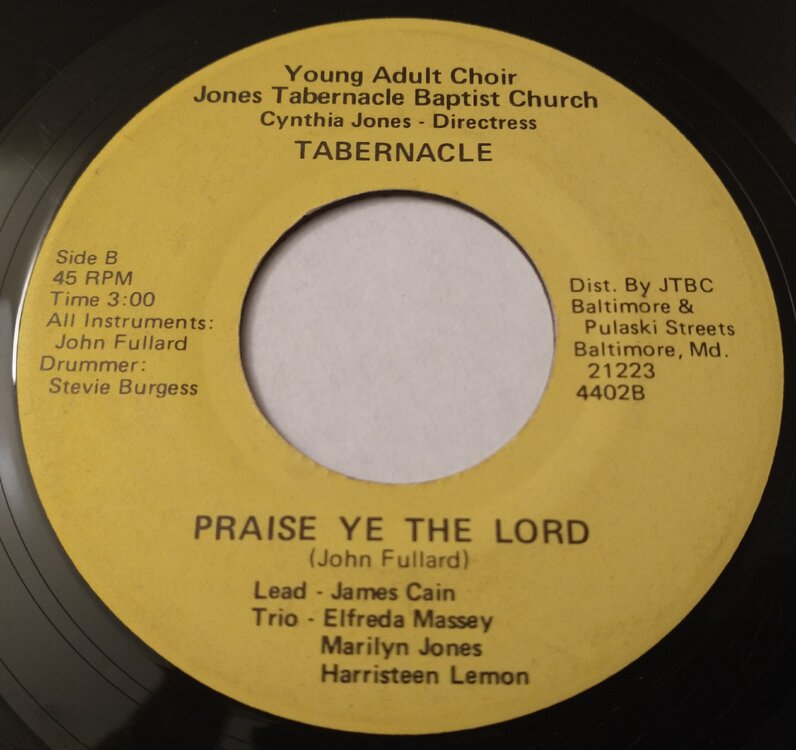 Young Adult Choir
Jones Tabernacle Baptist Church
Cynthia Jones - Directress
TABERNACLE
Side B
45 RPM
Time 3:00
All Instruments:
John Fullard
Drummer:
Stevie Burgess
Dist. By JTBC
Baltimore &
Pulaski Streets
Baltimore, Md.
21223
4402B
PRAISE YE THE LORD
(John Fullard)
Lead - James Cain
Trio - Elfreda Massey
Marilyn Jones
Harristeen Lemon